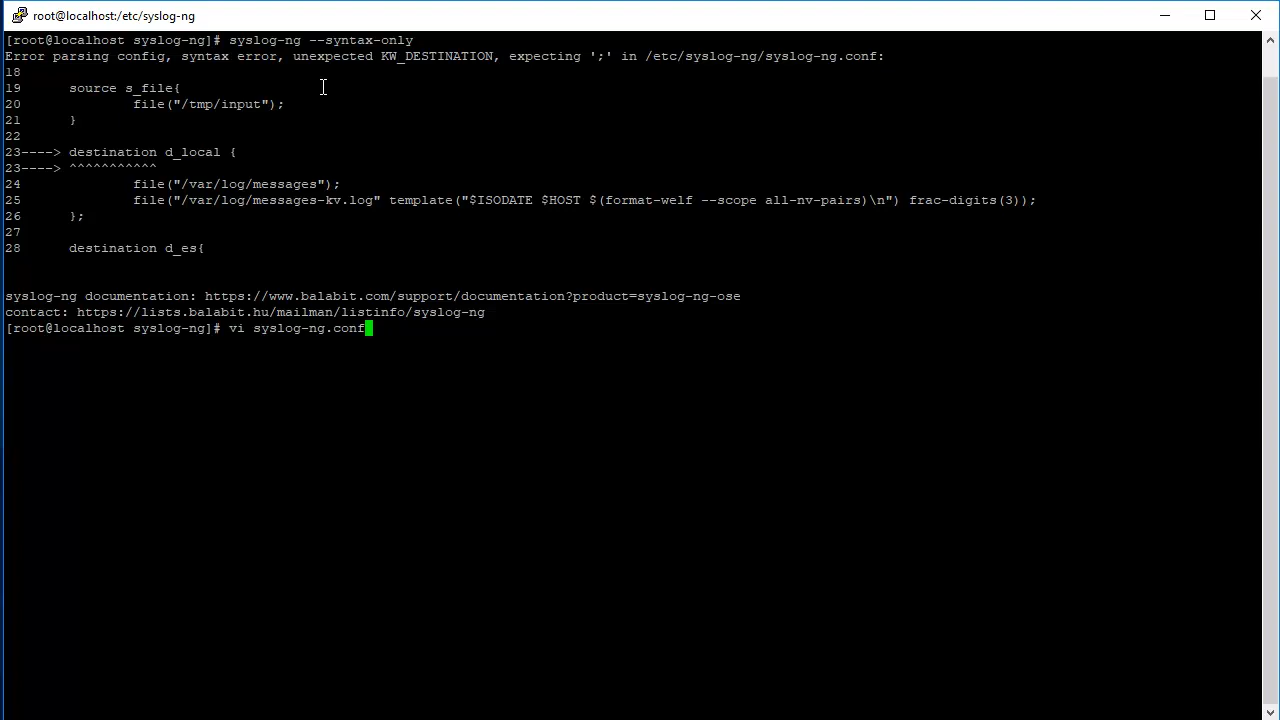 root@localhost:/etc/syslog-ng
[root@localhost syslog-ng]# syslog-ng --syntax-only
Error parsing config, syntax error, unexpected KW_DESTINATION, expecting ';' in /etc/syslog-ng/syslog-ng.conf:
18
19      source s_file{
20              file("/tmp/input");
21      }
22
23----> destination d_local {
23----> ^^^^^^^^^^^
24              file("/var/log/messages");
25              file("/var/log/messages-kv.log" template("$ISODATE $HOST $(format-welf --scope all-nv-pairs)\n") frac-digits(3));
26      };
27
28      destination d_es{
syslog-ng documentation: https://www.balabit.com/support/documentation?product=syslog-ng-ose
contact: https://lists.balabit.hu/mailman/listinfo/syslog-ng
[root@localhost syslog-ng]# vi syslog-ng.conf